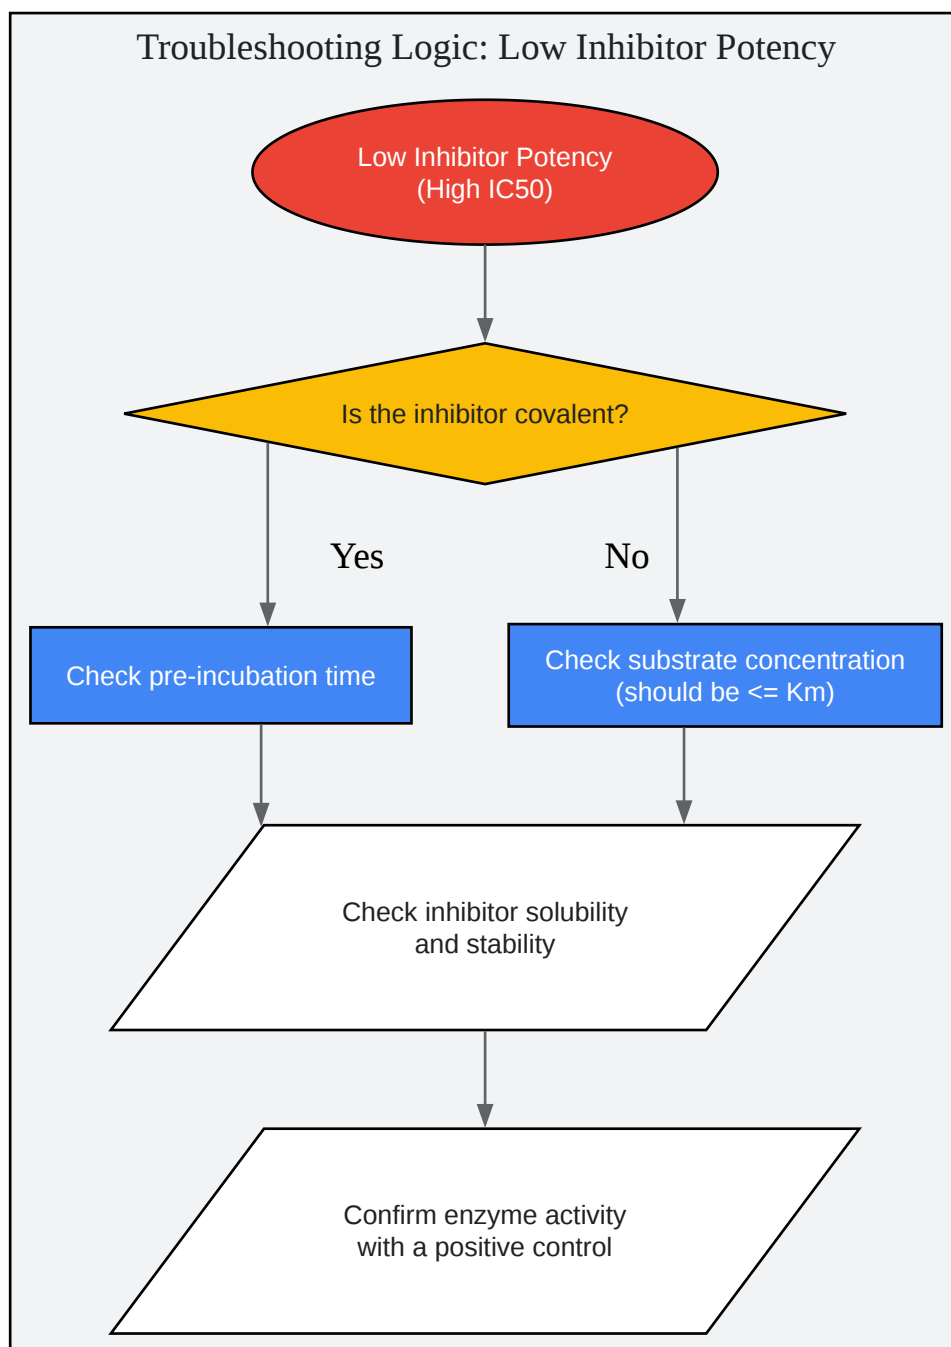 Troubleshooting Logic: Low Inhibitor Potency
Low Inhibitor Potency
(High IC50)
Is the inhibitor covalent?
Yes
No
Check pre-incubation time
Check substrate concentration
(should be <= Km)
Check inhibitor solubility
and stability
Confirm enzyme activity
with a positive control